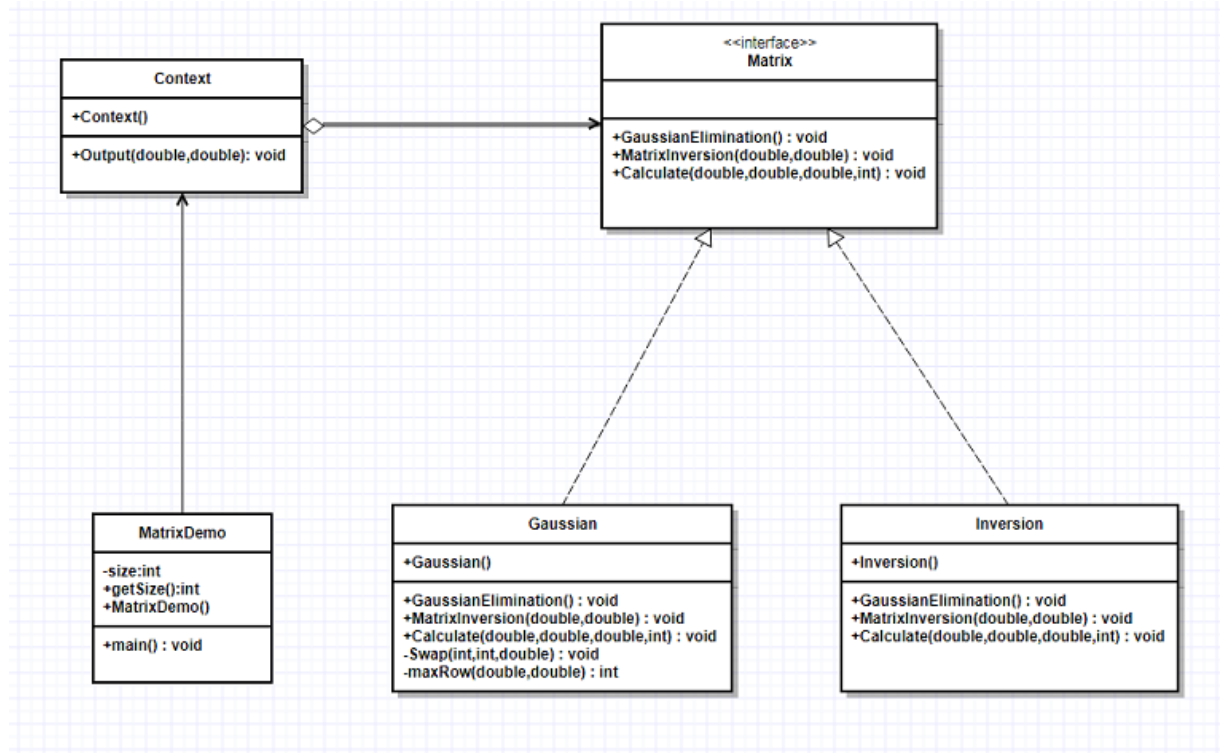 Context
+Context()
+Output(double,double): void
<<interface>>
Matrix
+GaussianElimination() : void
+MatrixInversion(double,double) : void
+Calculate(double,double,double,int) : void
MatrixDemo
-size:int
+getSize():int
+MatrixDemo()
+main() : void
Gaussian
+Gaussian()
+GaussianElimination() : void
+MatrixInversion(double,double) : void
+Calculate(double,double,double,int) : void
-Swap(int,int,double) : void
-maxRow(double,double) : int
Inversion
+Inversion()
+GaussianElimination() : void
+MatrixInversion(double,double) : void
+Calculate(double,double,double,int) : void